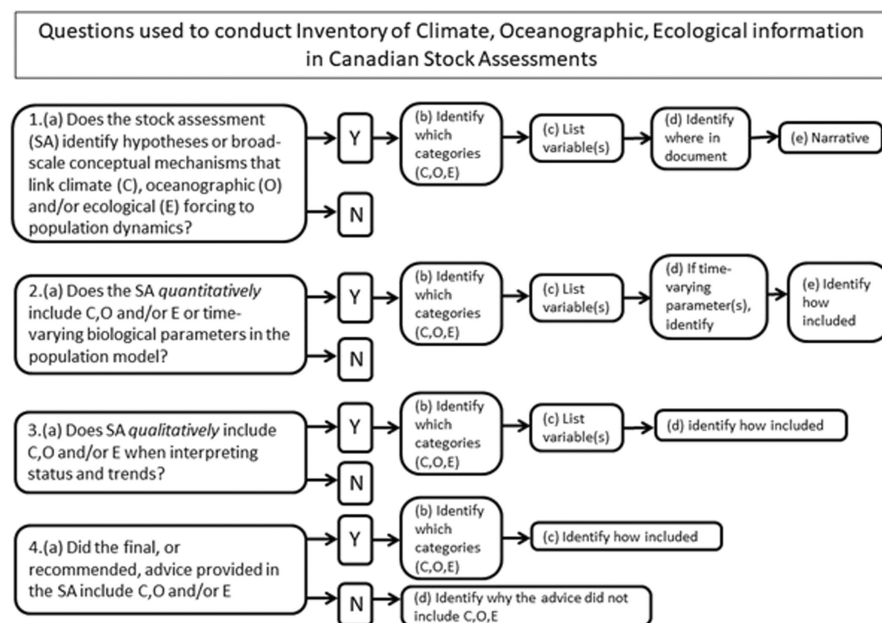 Questions used to conduct Inventory of Climate, Oceanographic, Ecological information
in Canadian Stock Assessments
1.(a) Does the stock assessment
(SA) identify hypotheses or broad-
scale conceptual mechanisms that
link climate (C), oceanographic (O)
and/or ecological (E) forcing to
population dynamics?
Y
(b) Identify
which
categories
(C,O,E)
(c) List
variable(s)
(d) Identify
where in
document
(e) Narrative
N
2.(a) Does the SA quantitatively
include C,O and/or E or time-
varying biological parameters in the
population model?
Y
(b) Identify
which
categories
(C,O,E)
(c) List
variable(s)
(d) If time-
varying
parameter(s),
identify
(e) Identify
how
included
N
3.(a) Does SA qualitatively include
C,O and/or E when interpreting
status and trends?
Y
(b) Identify
which
categories
(C,O,E)
(c) List
variable(s)
(d) identify how included
N
4.(a) Did the final, or
recommended, advice provided in
the SA include C,O and/or E
Y
(b) Identify
which
categories
(C,O,E)
(c) Identify how included
N
(d) Identify why the advice did not
include C,O,E